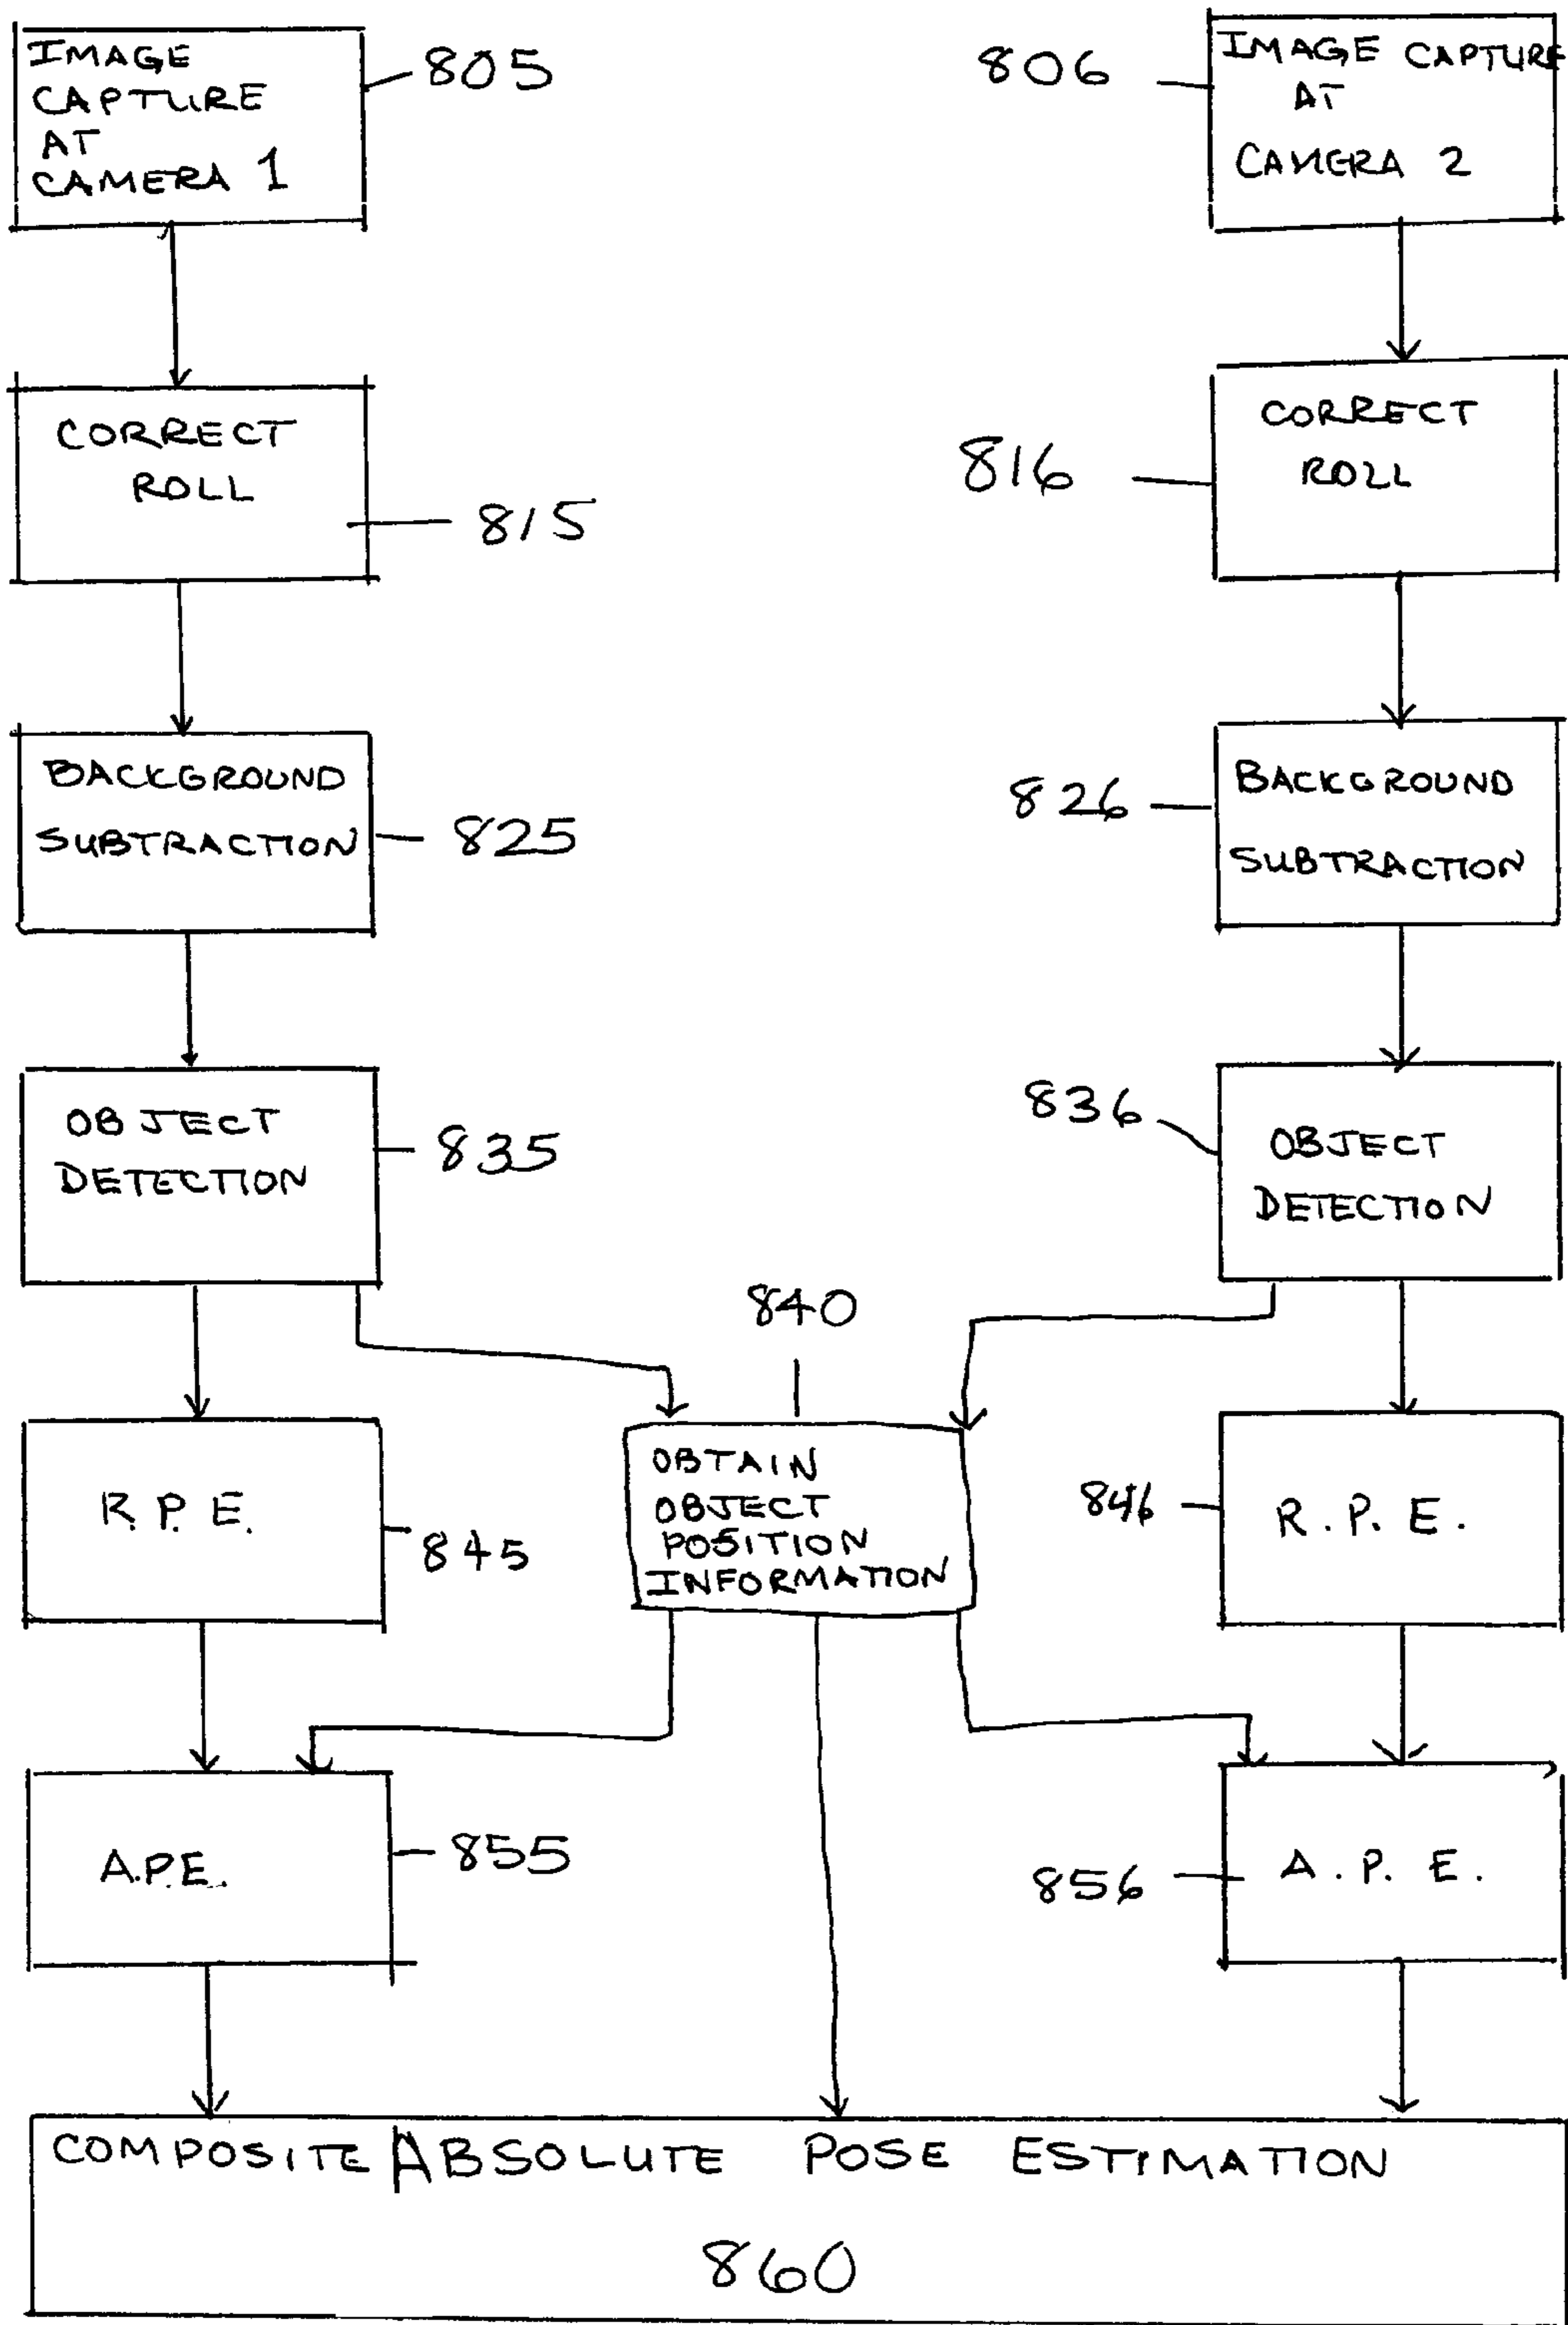 IMAGE
CAPTURE
AT
CAMERA 1
805
806
IMAGE CAPTURE
AT
CAMERA 2
CORRECT
ROLL
815
816
CORRECT
ROLL
BACKGROUND
SUBTRACTION
825
826
BACKGROUND
SUBTRACTION
OBJECT
DETECTION
835
836
OBJECT
DETECTION
840
R.P.E.
845
OBTAIN
OBJECT
POSITION
INFORMATION
846
R.P.E.
A.P.E.
855
856
A.P.E.
COMPOSITE ABSOLUTE POSE ESTIMATION
860